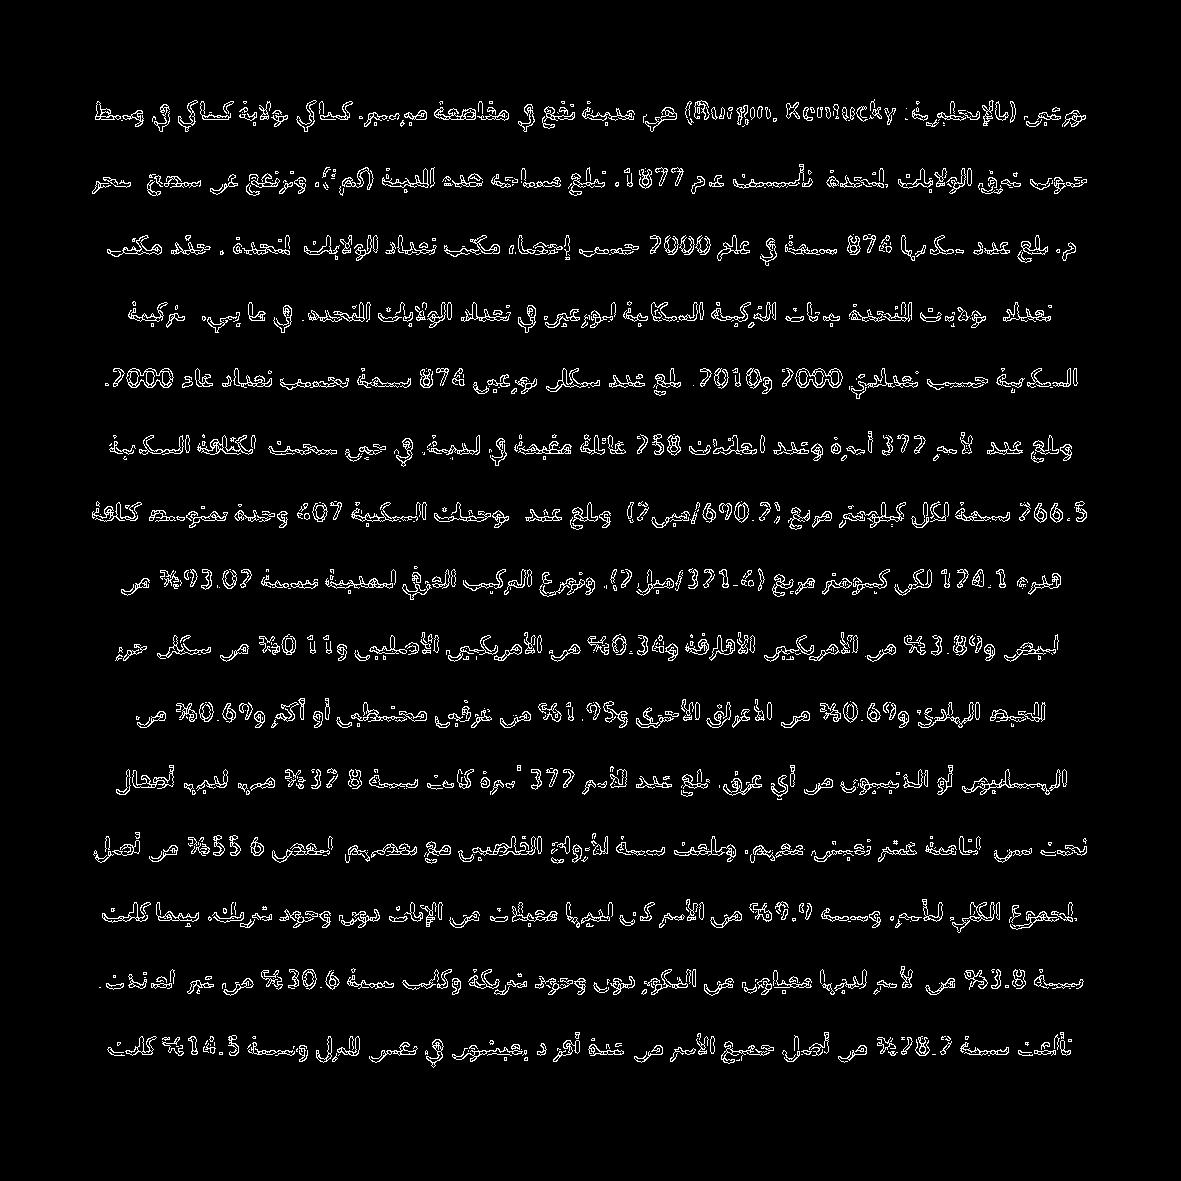 بورغين (بالإنجليزية: Burgin, Kentucky) هي مدينة تقع في مقاطعة ميرسير، كنتاكي بولاية كنتاكي في وسط
جنوب شرق الولايات المتحدة تأسست عام 1877. تبلغ مساحة هذه المدينة (كم²)، وترتفع عن سطح البحر
م. بلغ عدد سكانها 874 نسمة في عام 2000 حسب إحصاء مكتب تعداد الولايات المتحدة . حدّد مكتب
تعداد الولايات المتحدة بيانات التركيبة السكانية لبورغين في تعداد الولايات المتحدة. في ما يلي، التركيبة
السكانية حسب تعدادي 2000 و2010. بلغ عدد سكان بورغين 874 نسمة بحسب تعداد عام 2000.
وبلغ عدد الأسر 372 أسرة وعدد العائلات 258 عائلة مقيمة في المدينة. في حين سجلت الكثافة السكانية
266.5 نسمة لكل كيلومتر مربع (690.2/ميل2) وبلغ عدد الوحدات السكنية 407 وحدة بمتوسط كثافة
قدره 124.1 لكل كيلومتر مربع (321.4/ميل2). وتوزع التركيب العرقي للمدينة بنسبة 93.02% من
البيض و3.89% من الأمريكيين الأفارقة و0.34% من الأمريكيين الأصليين و0.11% من سكان جزر
المحيط الهادئ و0.69% من الأعراق الأخرى و1.95% من عرقين مختلطين أو أكثر و0.69% من
الهسبانيون أو اللاتينيون من أي عرق. بلغ عدد الأسر 372 أسرة كانت نسبة 32.8% منها لديها أطفال
تحت سن الثامنة عشر تعيش معهم، وبلغت نسبة الأزواج القاطنين مع بعضهم البعض 55.6% من أصل
المجموع الكلي للأسر، ونسبة 9.9% من الأسر كان لديها معيلات من الإناث دون وجود شريك، بينما كانت
نسبة 3.8% من الأسر لديها معيلون من الذكور دون وجود شريكة وكانت نسبة 30.6% من غير العائلات.
تألفت نسبة 28.2% من أصل جميع الأسر من عدة أفراد يعيشون في نفس المنزل ونسبة 14.5% كانت